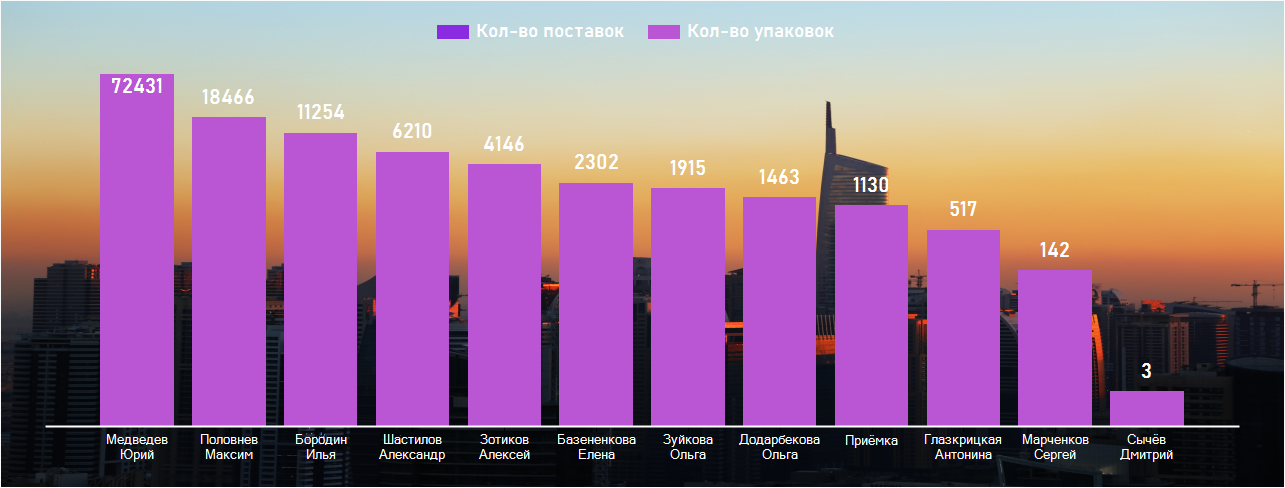 Кол-во поставок Кол-во упаковок
72431
18466
11254
6210
4146
2302
1915
1463
1130
517
142
3
Медведев
Юрий
Половнев
Максим
Бородин
Илья
Шастилов
Александр
Зотиков
Алексей
Базененкова
Елена
Зуйкова
Ольга
Додарбекова
Ольга
Приёмка
Глазкрицкая
Антонина
Марченков
Сергей
Сычёв
Дмитрий